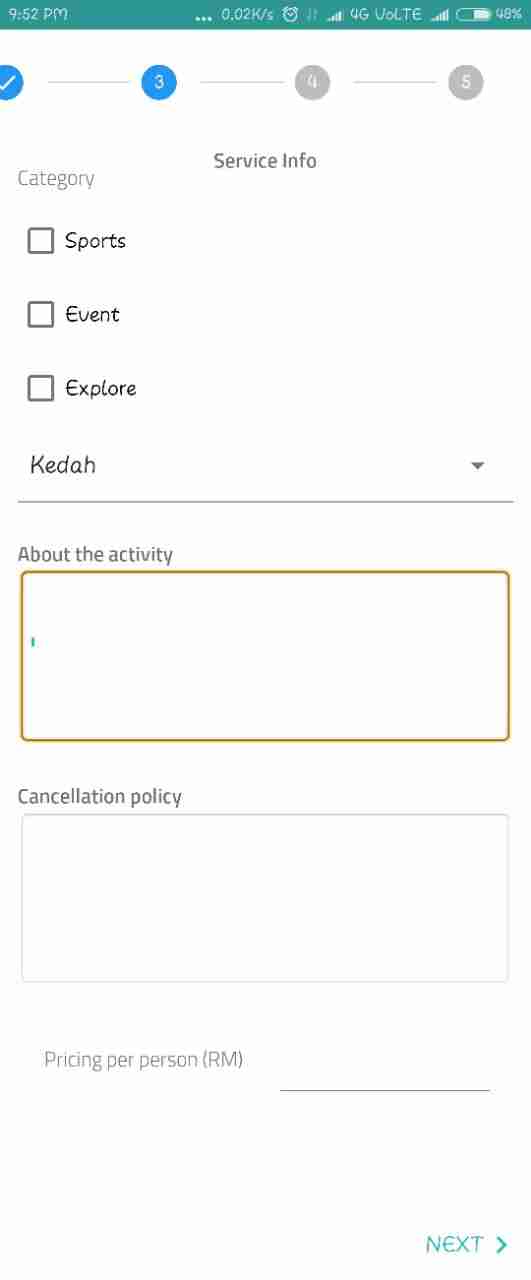 9:52 PM ... 0.02K/s 4G VoLTE 48%
3 4 5
Service Info
Category
Sports
Event
Explore
Kedah
About the activity
Cancellation policy
Pricing per person (RM)
NEXT